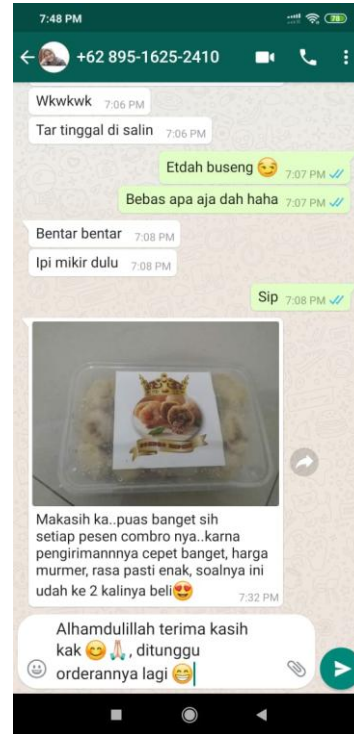 7:48 PM
78
+62 895-1625-2410
Wkwkwk 7:06 PM
Tar tinggal di salin 7:06 PM
Etdah buseng 😏 7:07 PM
Bebas apa aja dah haha 7:07 PM
Bentar bentar 7:08 PM
Ipi mikir dulu 7:08 PM
Sip 7:08 PM
Makasih ka..puas banget sih
setiap pesen combro nya..karna
pengirimannnya cepet banget, harga
murmer, rasa pasti enak, soalnya ini
udah ke 2 kalinya beli😍 7:32 PM
Alhamdulillah terima kasih
kak 😊🙏🏻, ditunggu
orderannya lagi 😁